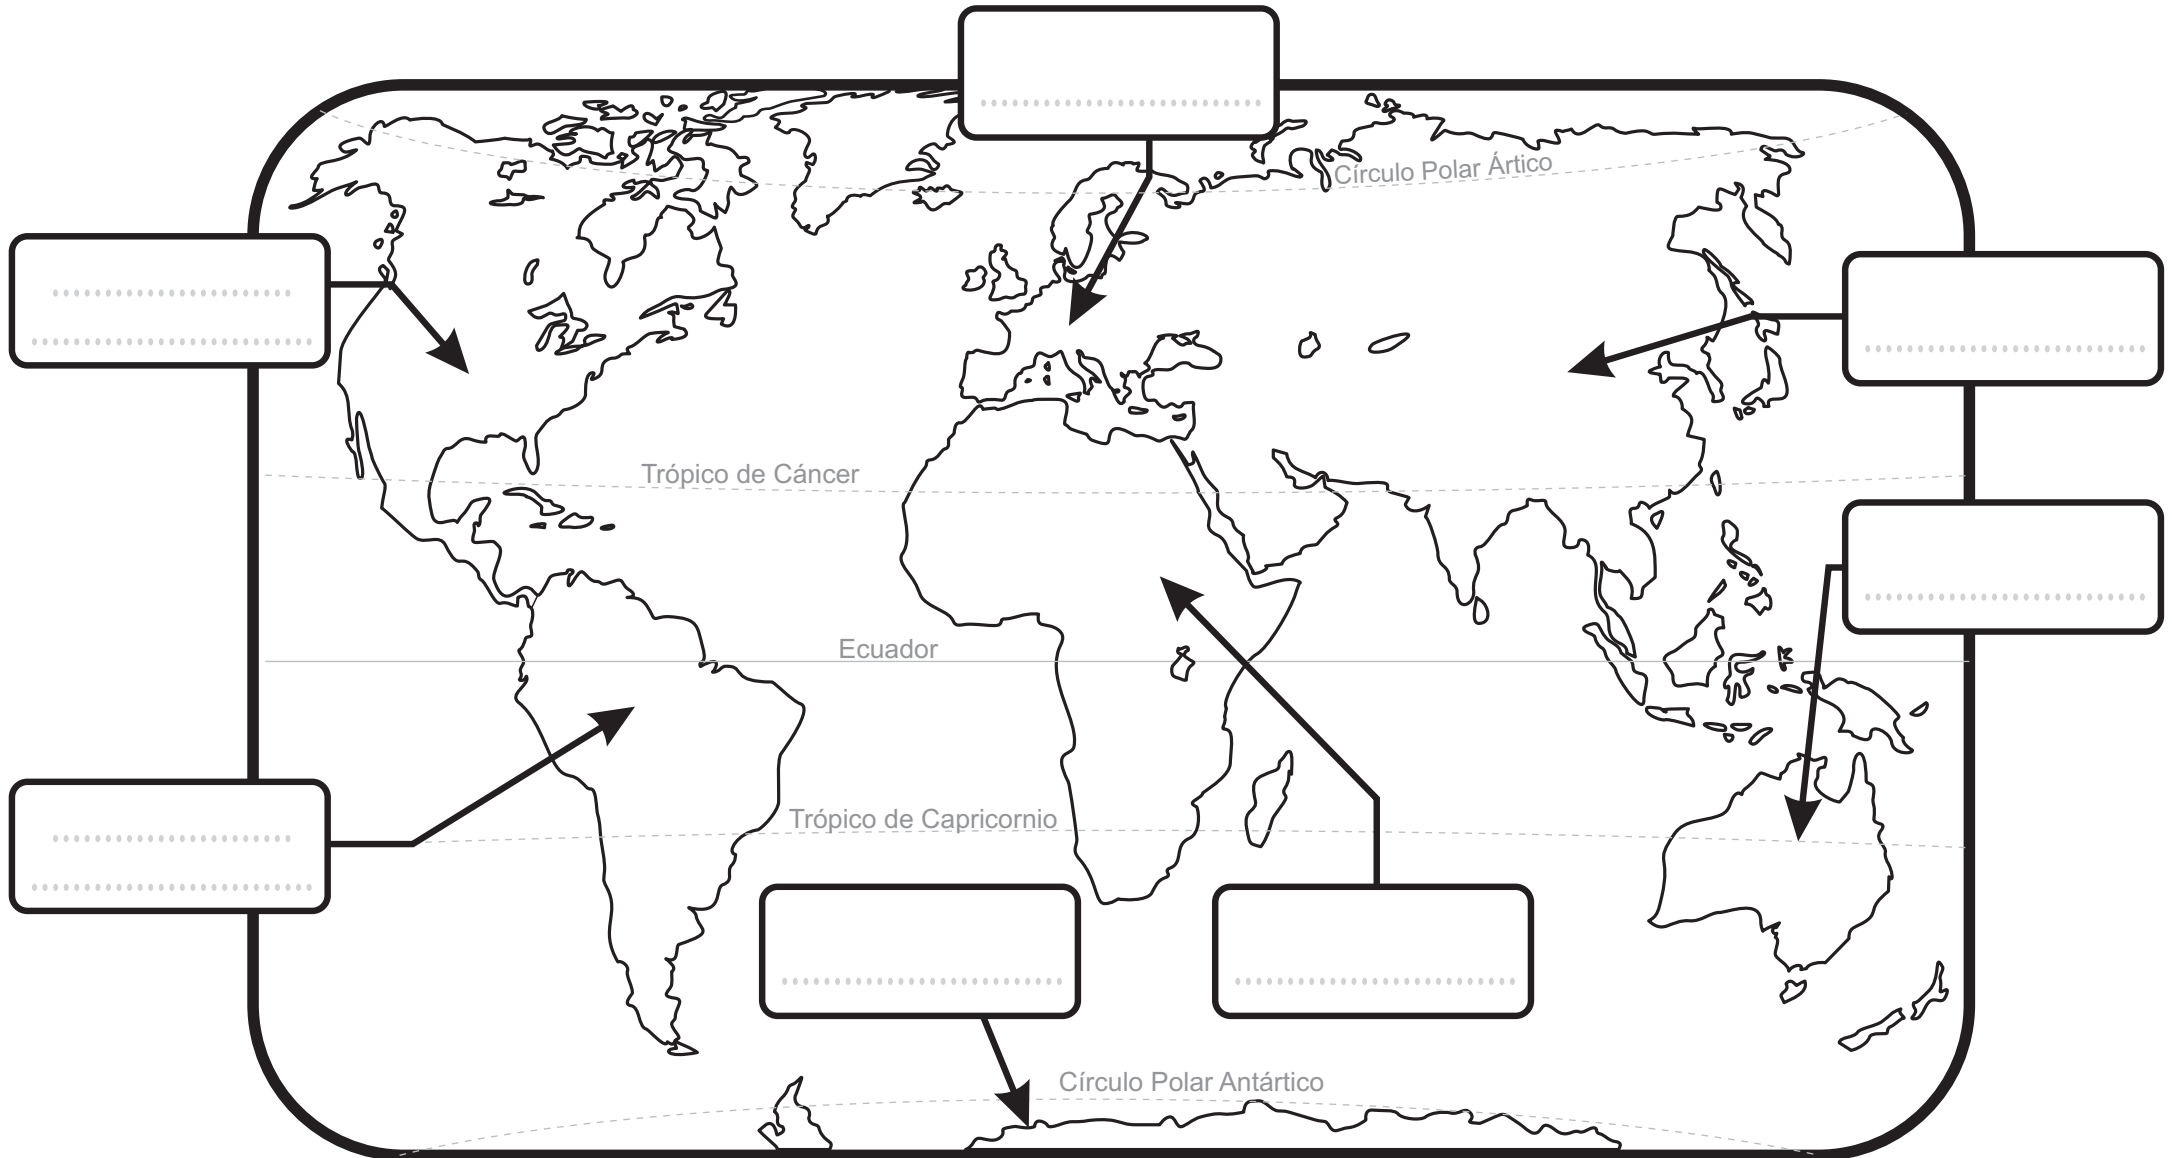 Círculo Polar Ártico
Trópico de Cáncer
Ecuador
Trópico de Capricornio
Círculo Polar Antártico